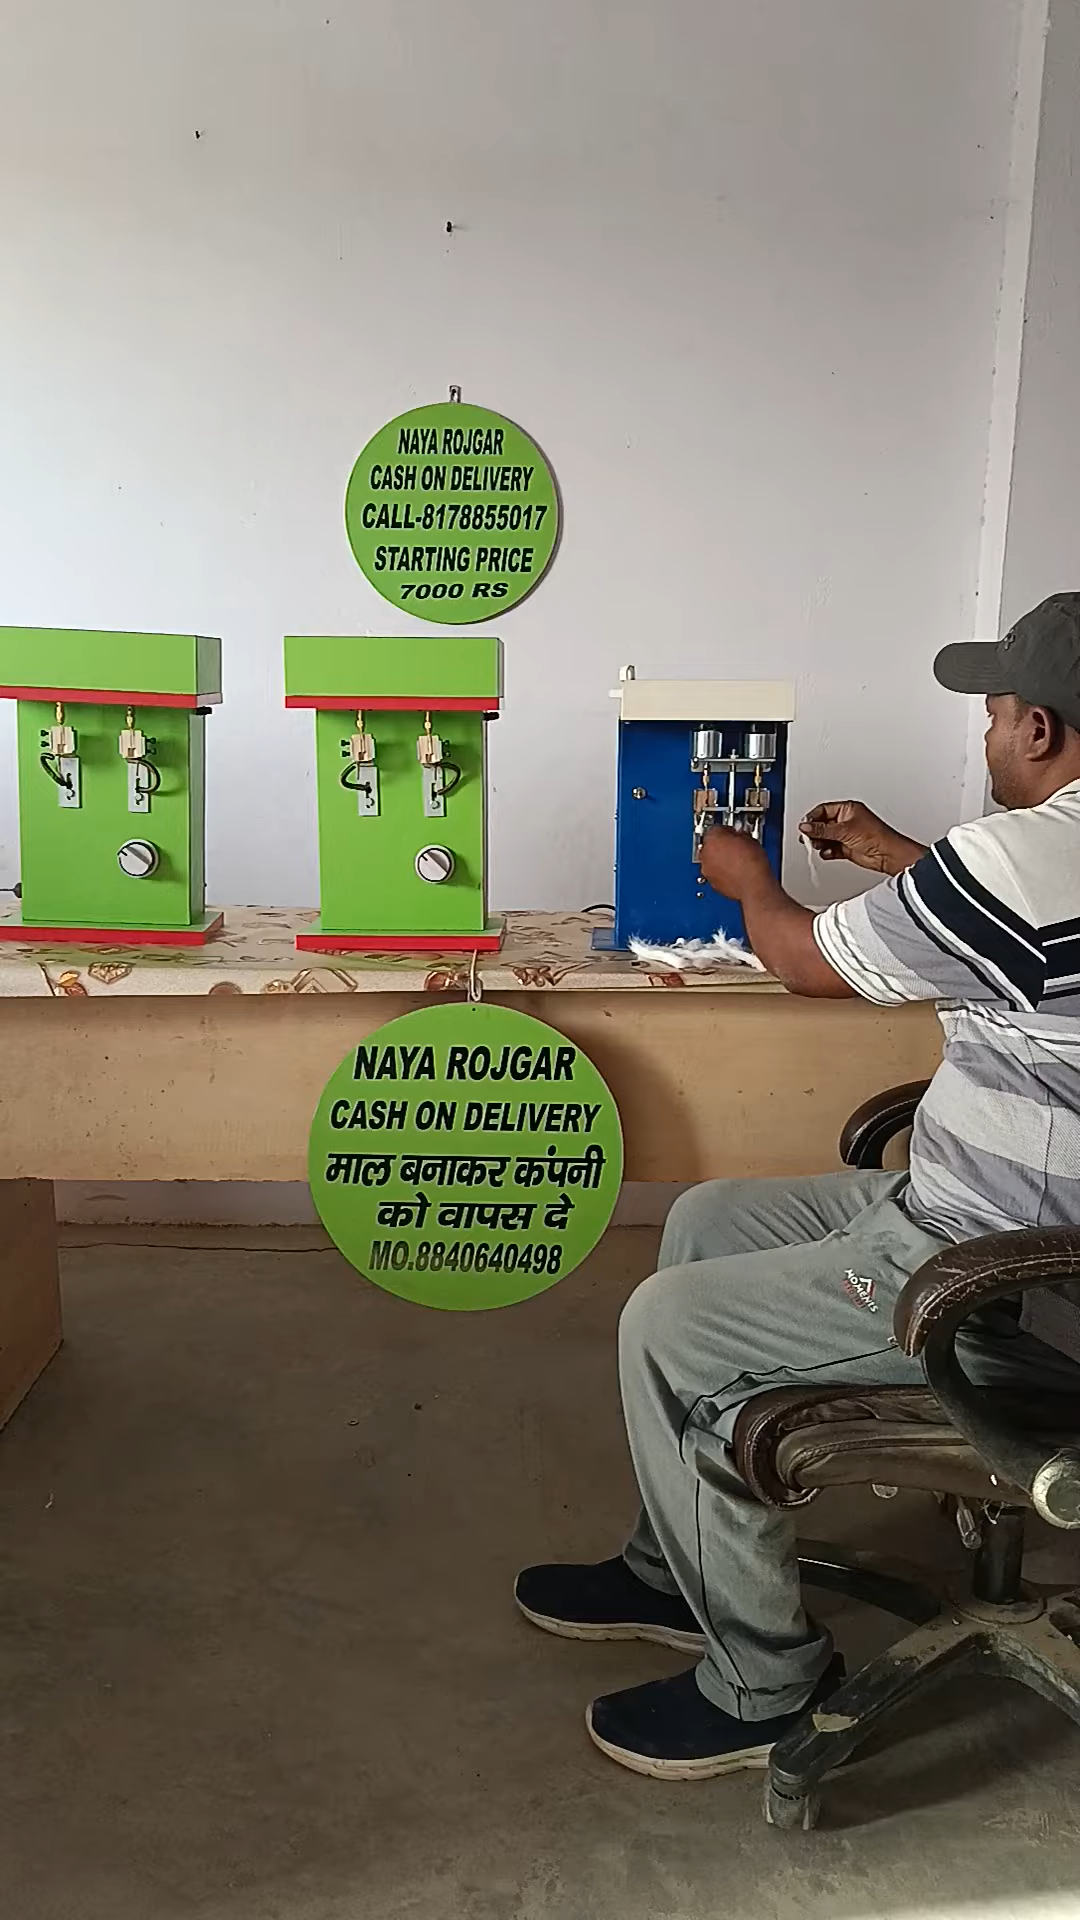 NAYA ROJGAR
CASH ON DELIVERY
CALL-8178855017
STARTING PRICE
7000 RS
NAYA ROJGAR
CASH ON DELIVERY
माल बनाकर कंपनी
को वापस दे
MO.8840640498
MOMENTS